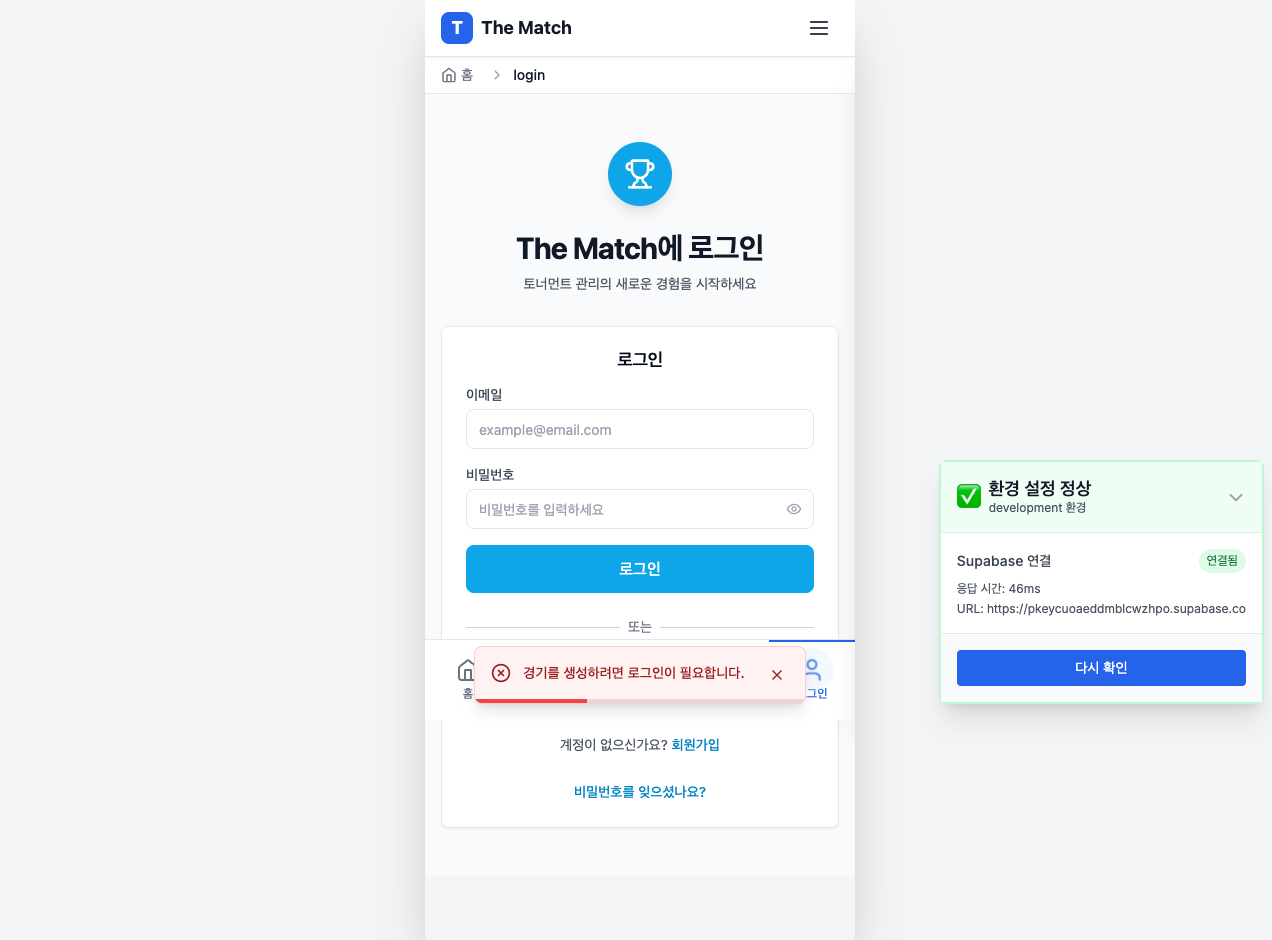 T The Match
홈 login
The Match에 로그인
토너먼트 관리의 새로운 경험을 시작하세요
로그인
이메일
example@email.com
비밀번호
비밀번호를 입력하세요
로그인
또는
경기를 생성하려면 로그인이 필요합니다.
홈
그인
계정이 없으신가요? 회원가입
비밀번호를 잊으셨나요?
환경 설정 정상
development 환경
Supabase 연결 연결됨
응답 시간: 46ms
URL: https://pkeycuoaeddmblcwzhpo.supabase.co
다시 확인